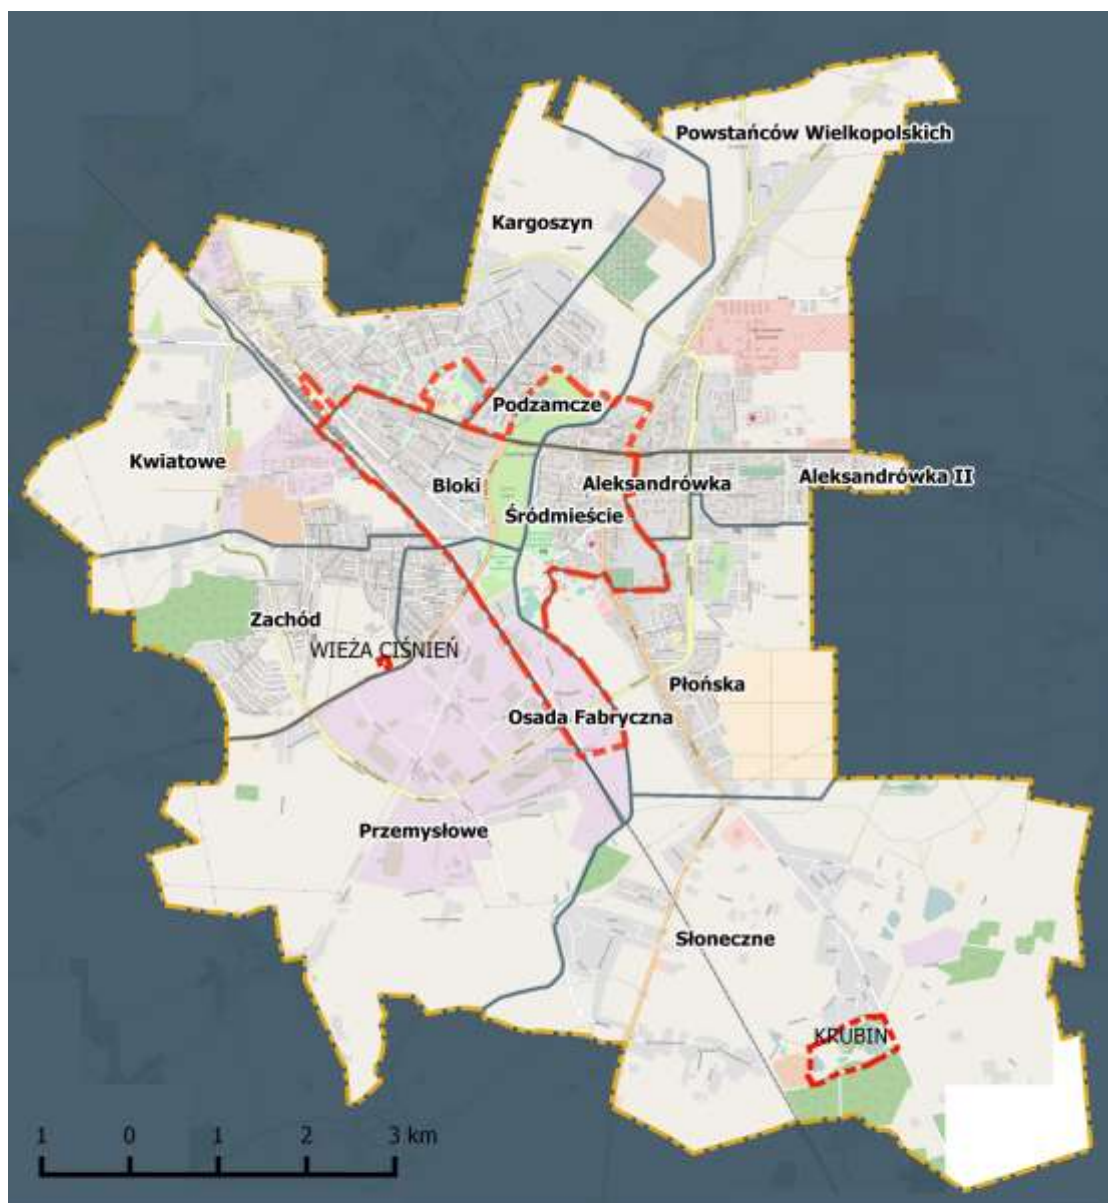 Powstańców Wielkopolskich
Kargoszyn
Podzamcze
Kwiatowe
Bloki
Aleksandrówka
Aleksandrówka II
Śródmieście
Zachód
WIEŻA CIŚNIEŃ
Płońska
Osada Fabryczna
Przemysłowe
Słoneczne
KRUBIN
1 0 1 2 3 km